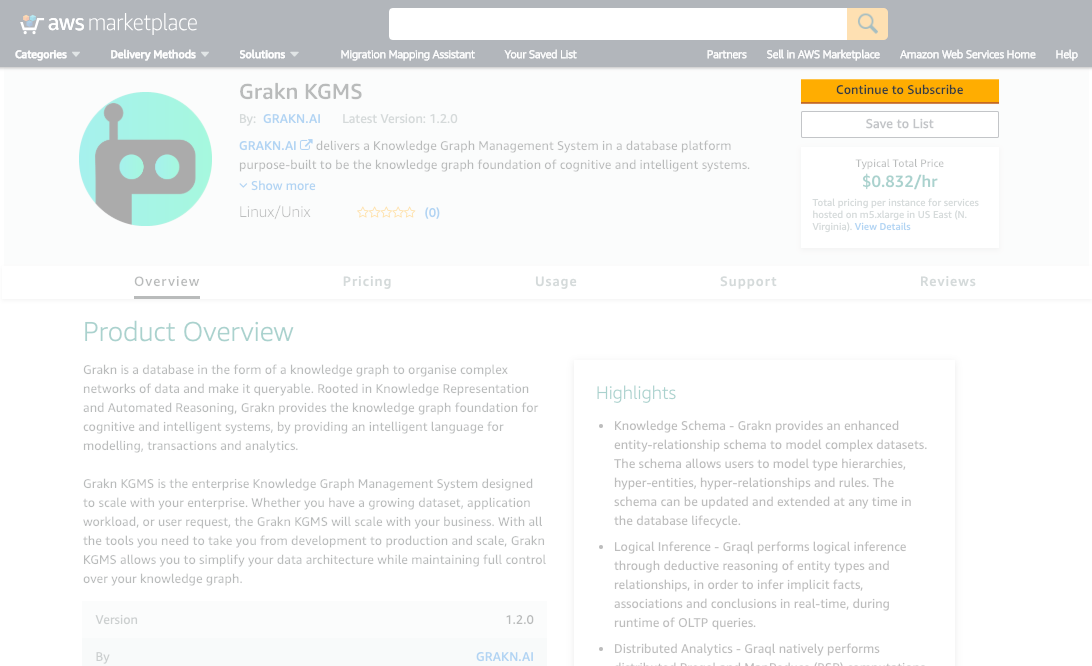 aws marketplace
Categories Delivery Methods Solutions Migration Mapping Assistant Your Saved List Partners Sell in AWS Marketplace Amazon Web Services Home Help
Grakn KGMS
By: GRAKN.AI Latest Version: 1.2.0
GRAKN.AI delivers a Knowledge Graph Management System in a database platform
purpose-built to be the knowledge graph foundation of cognitive and intelligent systems.
Show more
Linux/Unix (0)
Continue to Subscribe
Save to List
Typical Total Price
$0.832/hr
Total pricing per instance for services
hosted on m5.xlarge in US East (N.
Virginia). View Details
Overview Pricing Usage Support Reviews
Product Overview
Grakn is a database in the form of a knowledge graph to organise complex
networks of data and make it queryable. Rooted in Knowledge Representation
and Automated Reasoning, Grakn provides the knowledge graph foundation for
cognitive and intelligent systems, by providing an intelligent language for
modelling, transactions and analytics.
Grakn KGMS is the enterprise Knowledge Graph Management System designed
to scale with your enterprise. Whether you have a growing dataset, application
workload, or user request, the Grakn KGMS will scale with your business. With all
the tools you need to take you from development to production and scale, Grakn
KGMS allows you to simplify your data architecture while maintaining full control
over your knowledge graph.
Version 1.2.0
By GRAKN.AI
Highlights
• Knowledge Schema - Grakn provides an enhanced
entity-relationship schema to model complex datasets.
The schema allows users to model type hierarchies,
hyper-entities, hyper-relationships and rules. The
schema can be updated and extended at any time in
the database lifecycle.
• Logical Inference - Graql performs logical inference
through deductive reasoning of entity types and
relationships, in order to infer implicit facts,
associations and conclusions in real-time, during
runtime of OLTP queries.
• Distributed Analytics - Graql natively performs